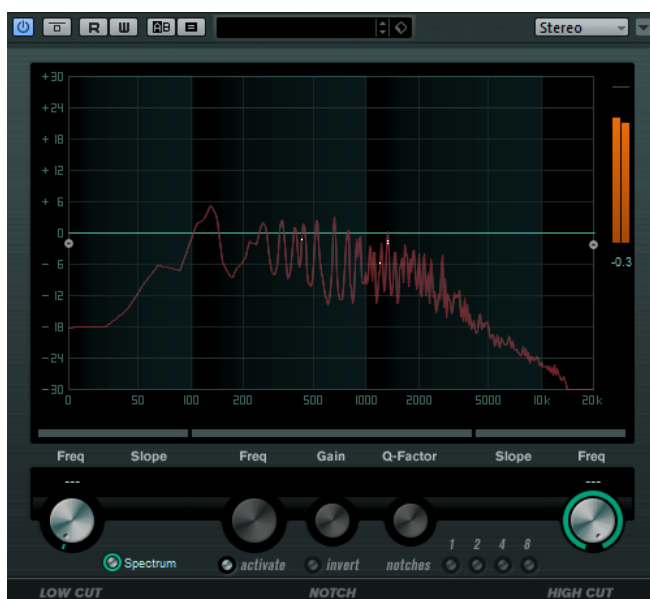 R W AB Stereo
+30
+24
+ 18
+ 12
+ 6
0
- 6
- 12
- 18
-24
-30
0 50 100 200 500 1000 2000 5000 10k 20k
-0.3
Freq Slope Freq Gain Q-Factor Slope Freq
--- ---
1 2 4 8
Spectrum activate invert notches
LOW CUT NOTCH HIGH CUT